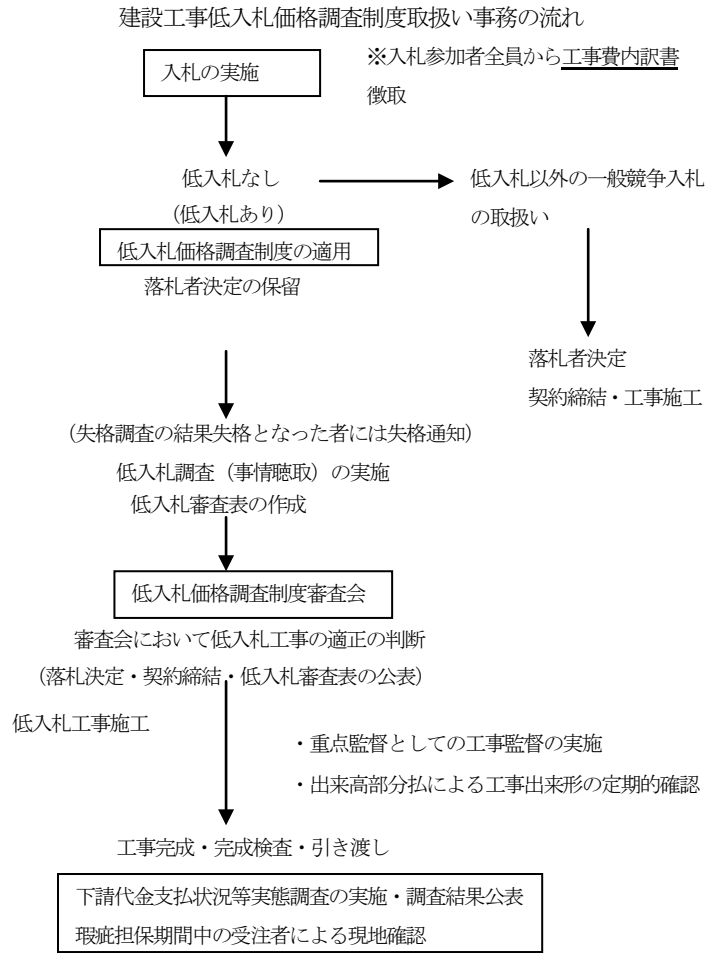 建設工事低入札価格調査制度取扱い事務の流れ
入札の実施
※入札参加者全員から工事費内訳書
徴取
低入札なし
低入札以外の一般競争入札
の取扱い
（低入札あり）
低入札価格調査制度の適用
落札者決定の保留
落札者決定
契約締結・工事施工
（失格調査の結果失格となった者には失格通知）
低入札調査（事情聴取）の実施
低入札審査表の作成
低入札価格調査制度審査会
審査会において低入札工事の適正の判断
（落札決定・契約締結・低入札審査表の公表）
低入札工事施工
・重点監督としての工事監督の実施
・出来高部分払による工事出来形の定期的確認
工事完成・完成検査・引き渡し
下請代金支払状況等実態調査の実施・調査結果公表
瑕疵担保期間中の受注者による現地確認